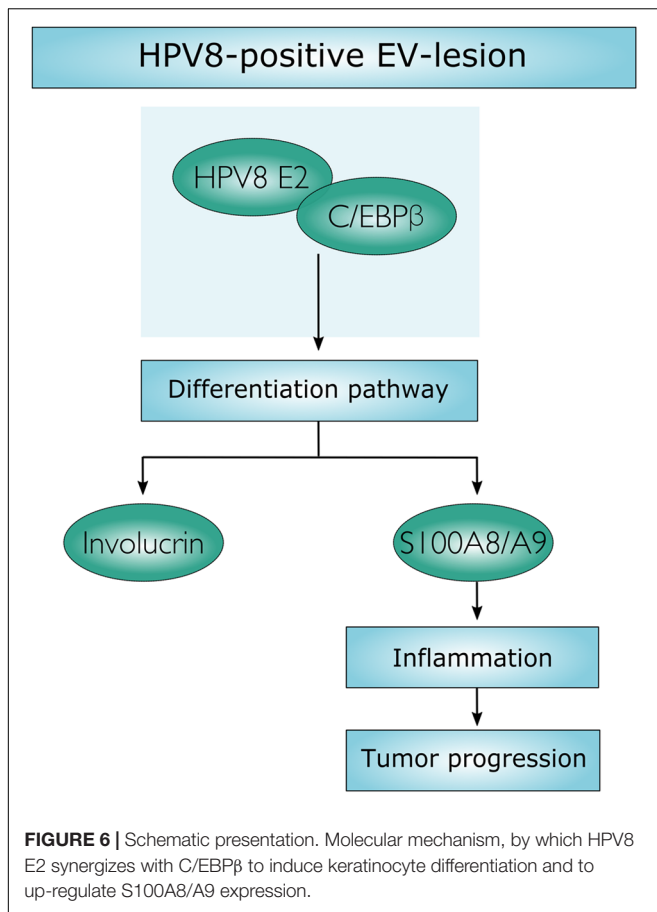 HPV8-positive EV-lesion
HPV8 E2
C/EBPβ
Differentiation pathway
Involucrin
S100A8/A9
Inflammation
Tumor progression
FIGURE 6 | Schematic presentation. Molecular mechanism, by which HPV8
E2 synergizes with C/EBPβ to induce keratinocyte differentiation and to
up-regulate S100A8/A9 expression.